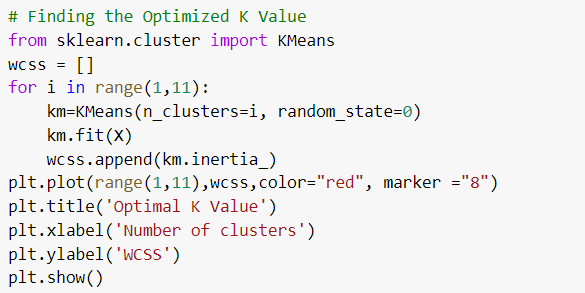 # Finding the Optimized K Value
from sklearn.cluster import KMeans
wcss = []
for i in range(1,11):
    km=KMeans(n_clusters=i, random_state=0)
    km.fit(X)
    wcss.append(km.inertia_)
plt.plot(range(1,11),wcss,color="red", marker ="8")
plt.title('Optimal K Value')
plt.xlabel('Number of clusters')
plt.ylabel('WCSS')
plt.show()